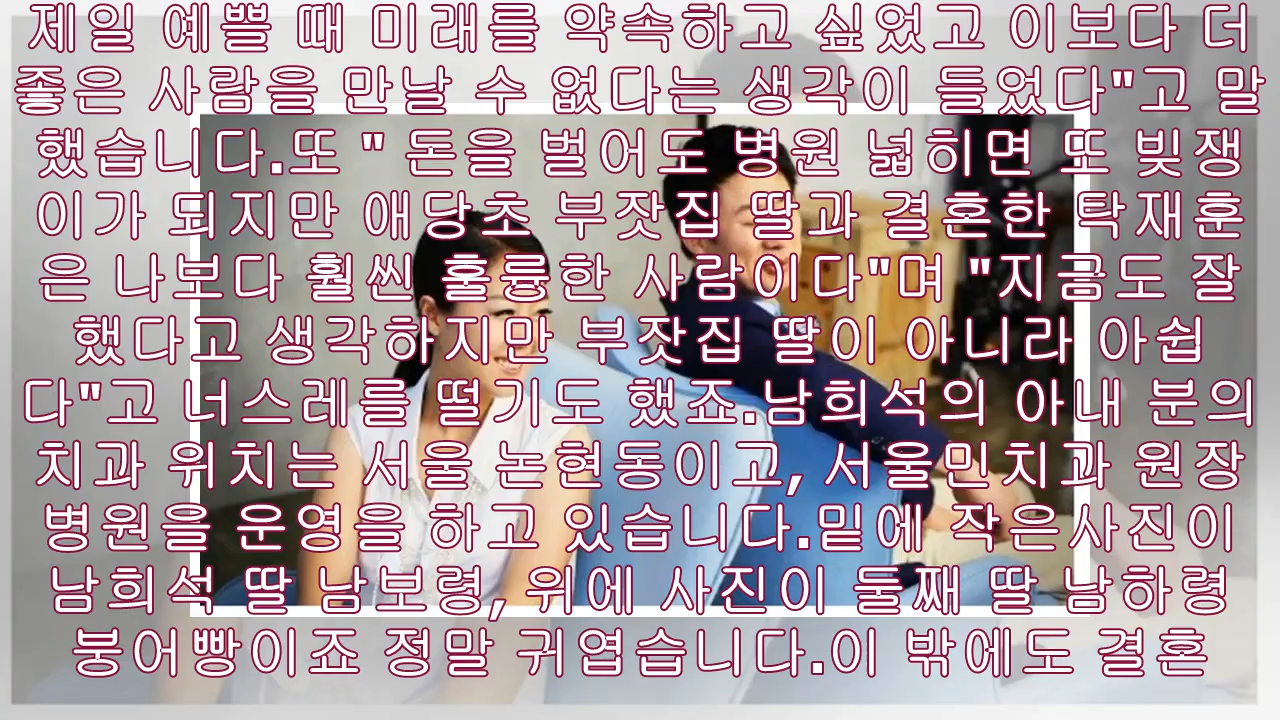 제일 예쁠 때 미래를 약속하고 싶었고 이보다 더
좋은 사람을 만날 수 없다는 생각이 들었다"고 말
했습니다.또 " 돈을 벌어도 병원 넓히면 또 빚쟁
이가 되지만 애당초 부잣집 딸과 결혼한 탁재훈
은 나보다 훨씬 훌륭한 사람이다"며 "지금도 잘
했다고 생각하지만 부잣집 딸이 아니라 아쉽
다"고 너스레를 떨기도 했죠.남희석의 아내 분의
치과 위치는 서울 논현동이고, 서울민치과 원장
병원을 운영을 하고 있습니다.밑에 작은사진이
남희석 딸 남보령, 위에 사진이 둘째 딸 남하령
붕어빵이죠 정말 귀엽습니다.이 밖에도 결혼